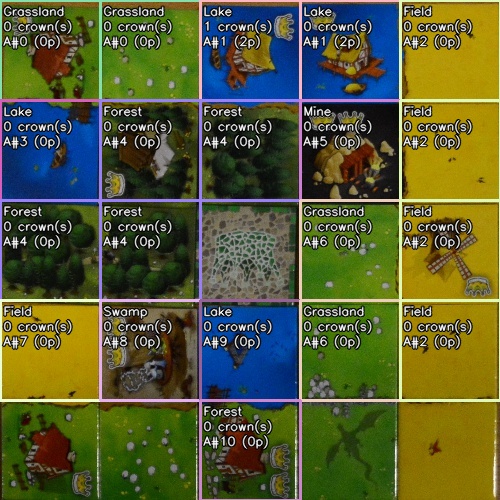 Grassland
0 crown(s)
A#0 (0p)
Grassland
0 crown(s)
A#0 (0p)
Lake
1 crown(s)
A#1 (2p)
Lake
0 crown(s)
A#1 (2p)
Field
0 crown(s)
A#2 (0p)
Lake
0 crown(s)
A#3 (0p)
Forest
0 crown(s)
A#4 (0p)
Forest
0 crown(s)
A#4 (0p)
Mine
0 crown(s)
A#5 (0p)
Field
0 crown(s)
A#2 (0p)
Forest
0 crown(s)
A#4 (0p)
Forest
0 crown(s)
A#4 (0p)
Grassland
0 crown(s)
A#6 (0p)
Field
0 crown(s)
A#2 (0p)
Field
0 crown(s)
A#7 (0p)
Swamp
0 crown(s)
A#8 (0p)
Lake
0 crown(s)
A#9 (0p)
Grassland
0 crown(s)
A#6 (0p)
Field
0 crown(s)
A#2 (0p)
Forest
0 crown(s)
A#10 (0p)